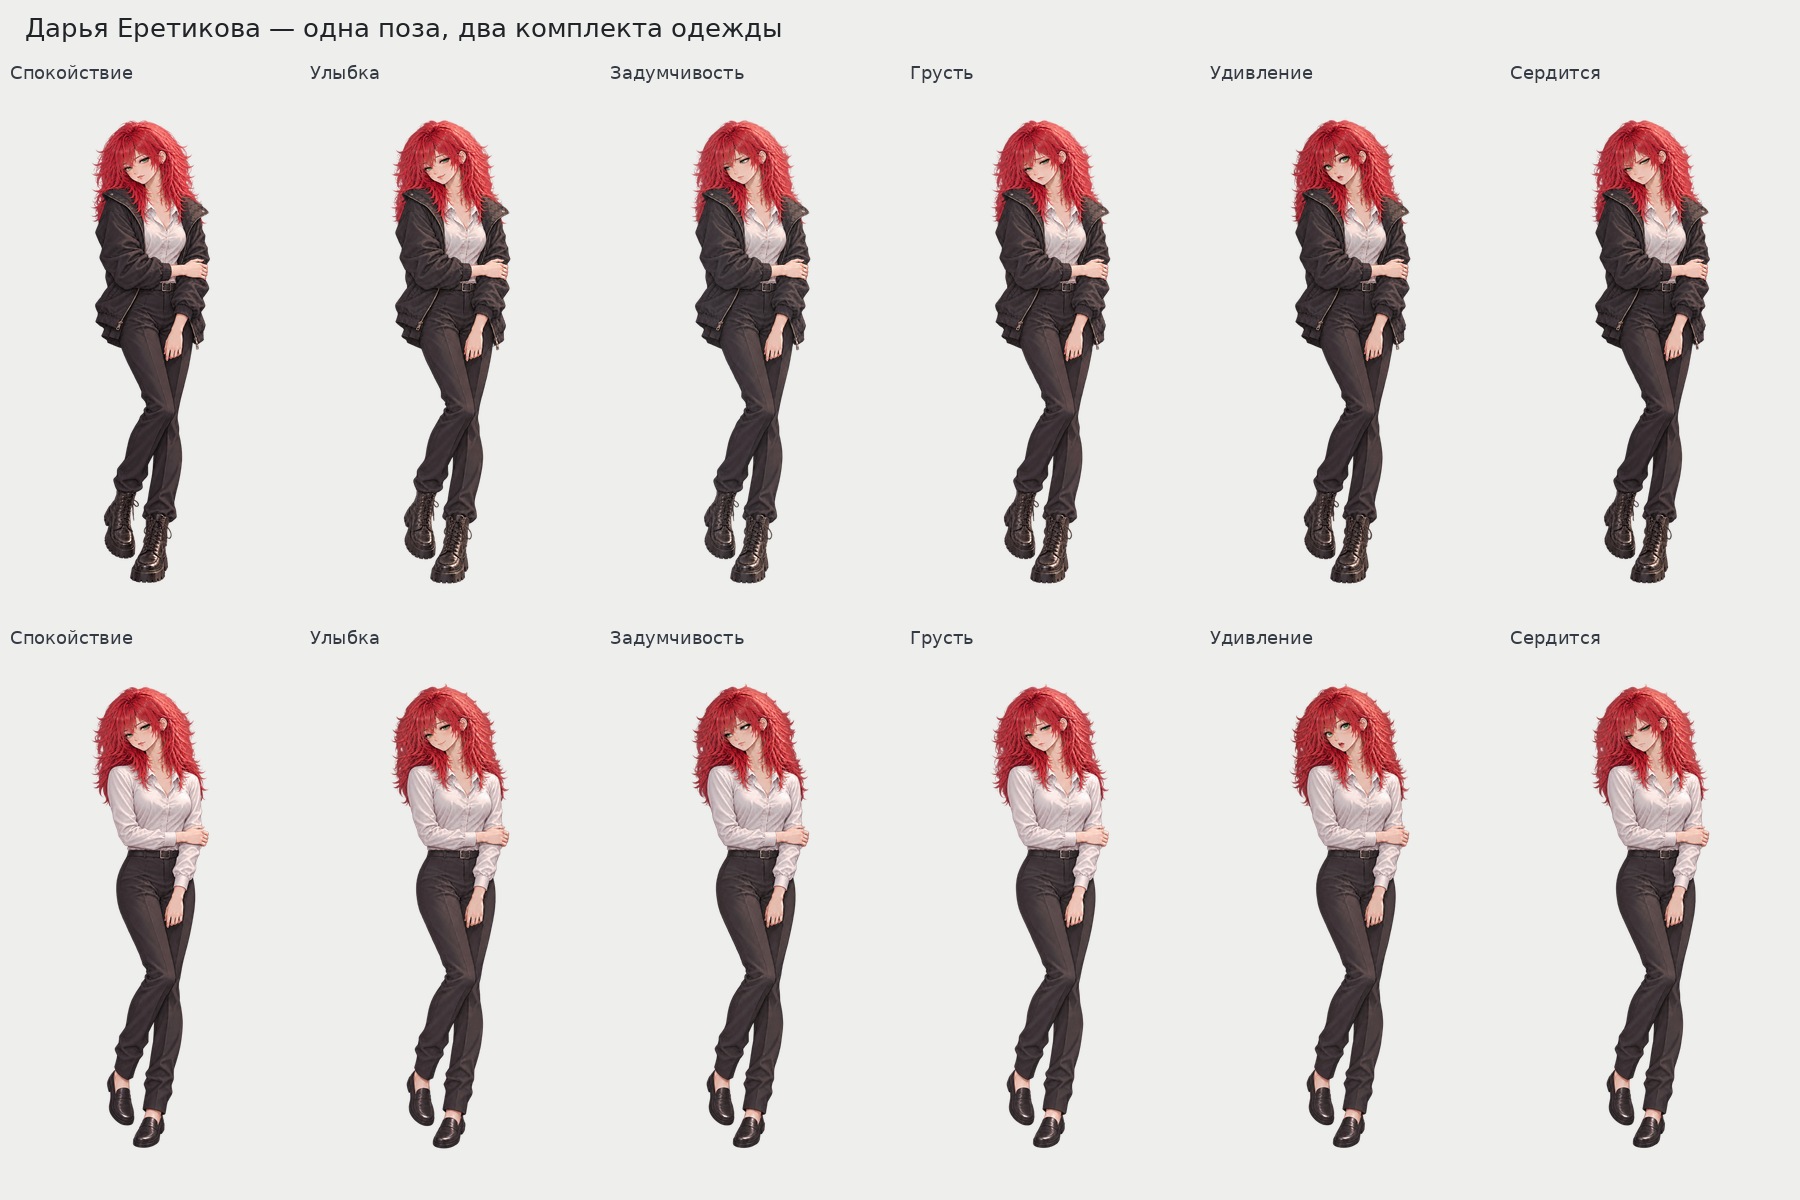 Дарья Еретикова — одна поза, два комплекта одежды
Спокойствие
Улыбка
Задумчивость
Грусть
Удивление
Сердится
Спокойствие
Улыбка
Задумчивость
Грусть
Удивление
Сердится